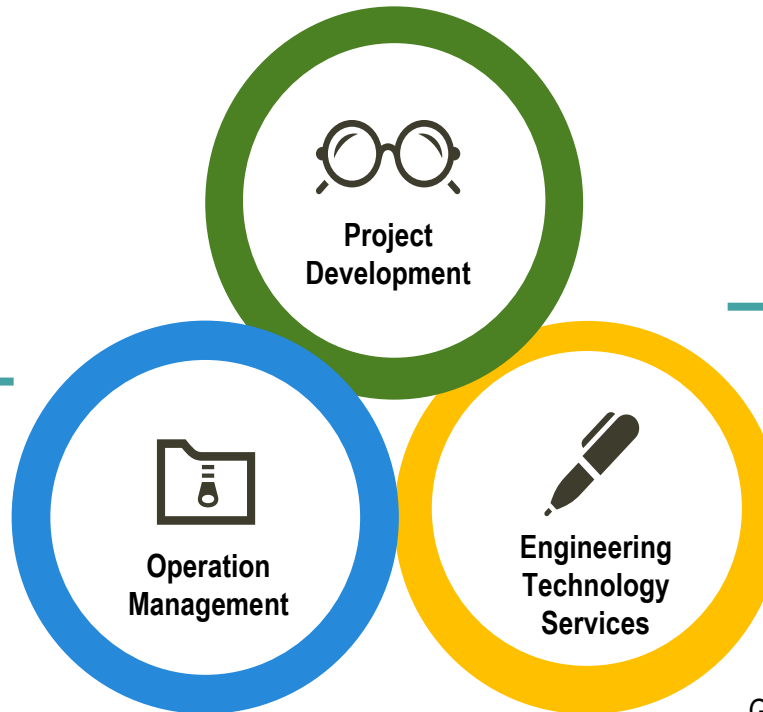 Project
Development
Operation
Management
Engineering
Technology
Services